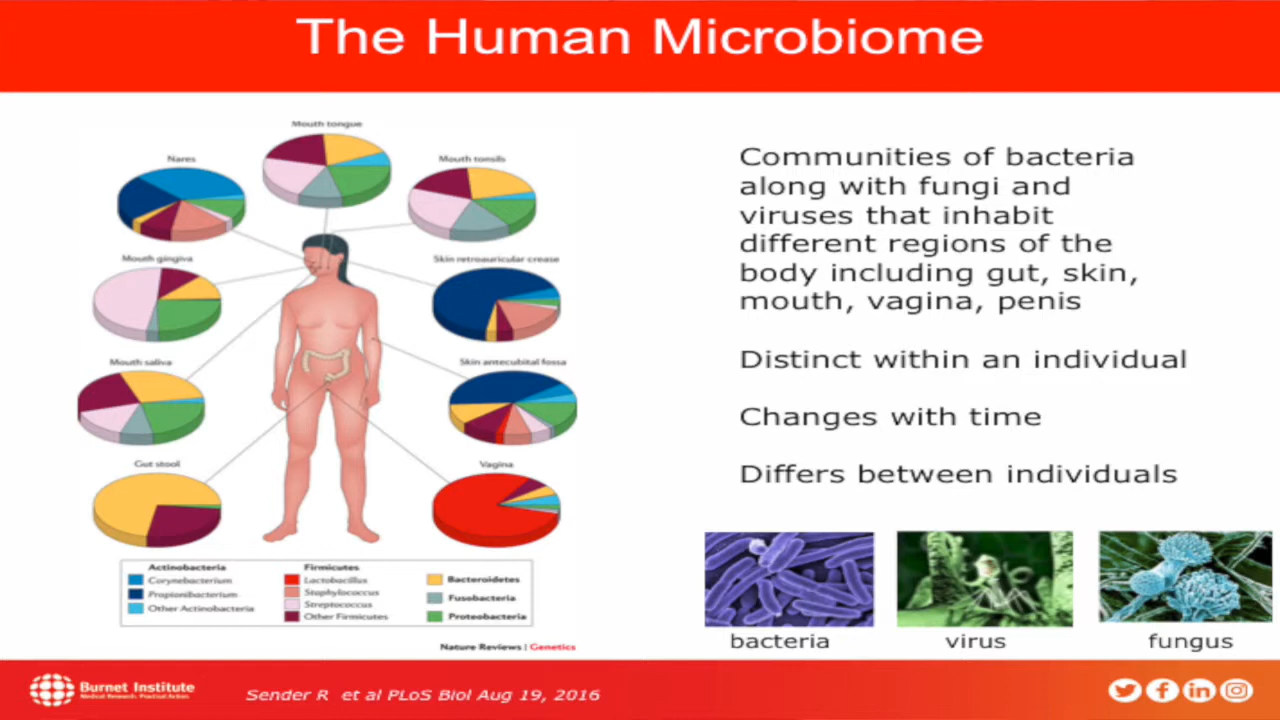 The Human Microbiome
Mouth tongue
Nares
Mouth tonsils
Mouth gingiva
Skin retroauricular crease
Mouth saliva
Skin antecubital fossa
Gut stool
Vagina
Actinobacteria
Corynebacterium
Propionibacterium
Other Actinobacteria
Firmicutes
Lactobacillus
Staphylococcus
Streptococcus
Other Firmicutes
Bacteroidetes
Fusobacteria
Proteobacteria
Nature Reviews | Genetics
Communities of bacteria
along with fungi and
viruses that inhabit
different regions of the
body including gut, skin,
mouth, vagina, penis
Distinct within an individual
Changes with time
Differs between individuals
bacteria
virus
fungus
Burnet Institute
Medical Research. Practical Action.
Sender R et al PLoS Biol Aug 19, 2016